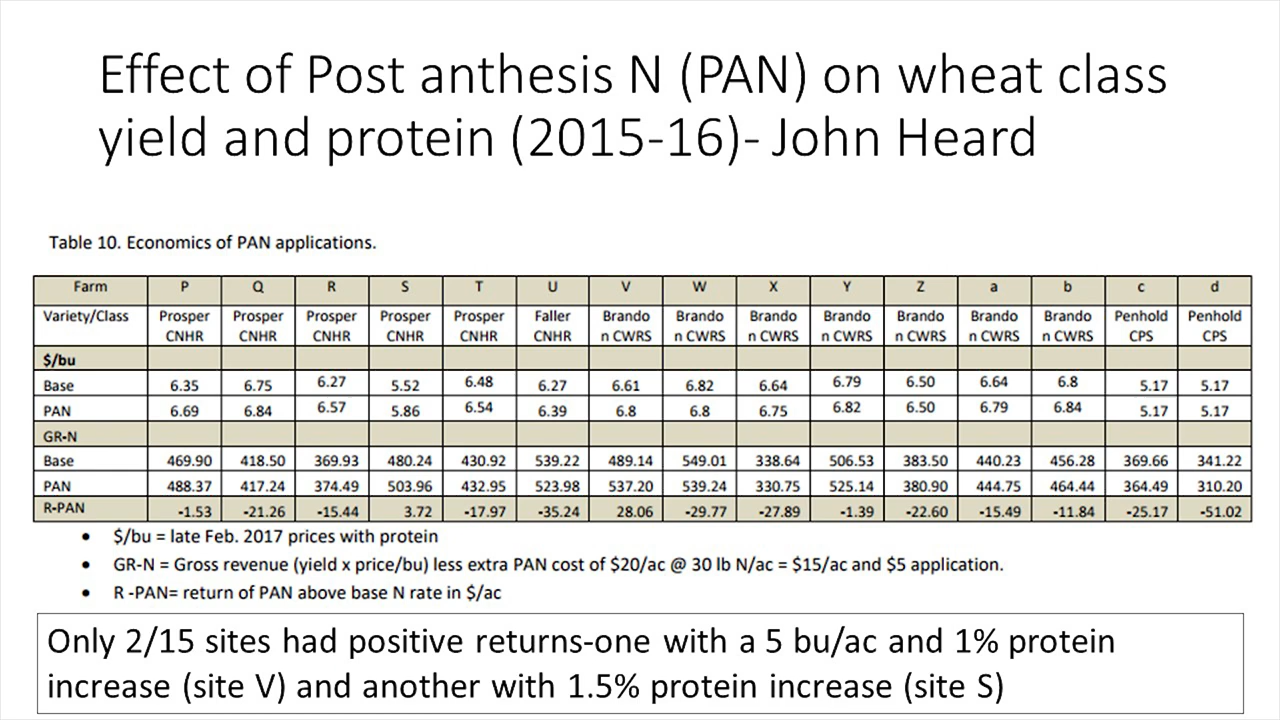 Effect of Post anthesis N (PAN) on wheat class
yield and protein (2015-16)- John Heard
Table 10. Economics of PAN applications.
Farm P Q R S T U V W X Y Z a b c d
Variety/Class Prosper Prosper Prosper Prosper Prosper Faller Brando Brando Brando Brando Brando Brando Brando Penhold Penhold
CNHR CNHR CNHR CNHR CNHR CNHR n CWRS n CWRS n CWRS n CWRS n CWRS n CWRS n CWRS CPS CPS
$/bu
Base 6.35 6.75 6.27 5.52 6.48 6.27 6.61 6.82 6.64 6.79 6.50 6.64 6.8 5.17 5.17
PAN 6.69 6.84 6.57 5.86 6.54 6.39 6.8 6.8 6.75 6.82 6.50 6.79 6.84 5.17 5.17
GR-N
Base 469.90 418.50 369.93 480.24 430.92 539.22 489.14 549.01 338.64 506.53 383.50 440.23 456.28 369.66 341.22
PAN 488.37 417.24 374.49 503.96 432.95 523.98 537.20 539.24 330.75 525.14 380.90 444.75 464.44 364.49 310.20
R-PAN -1.53 -21.26 -15.44 3.72 -17.97 -35.24 28.06 -29.77 -27.89 -1.39 -22.60 -15.49 -11.84 -25.17 -51.02
• $/bu = late Feb. 2017 prices with protein
• GR-N = Gross revenue (yield x price/bu) less extra PAN cost of $20/ac @ 30 lb N/ac = $15/ac and $5 application.
• R -PAN= return of PAN above base N rate in $/ac
Only 2/15 sites had positive returns-one with a 5 bu/ac and 1% protein
increase (site V) and another with 1.5% protein increase (site S)